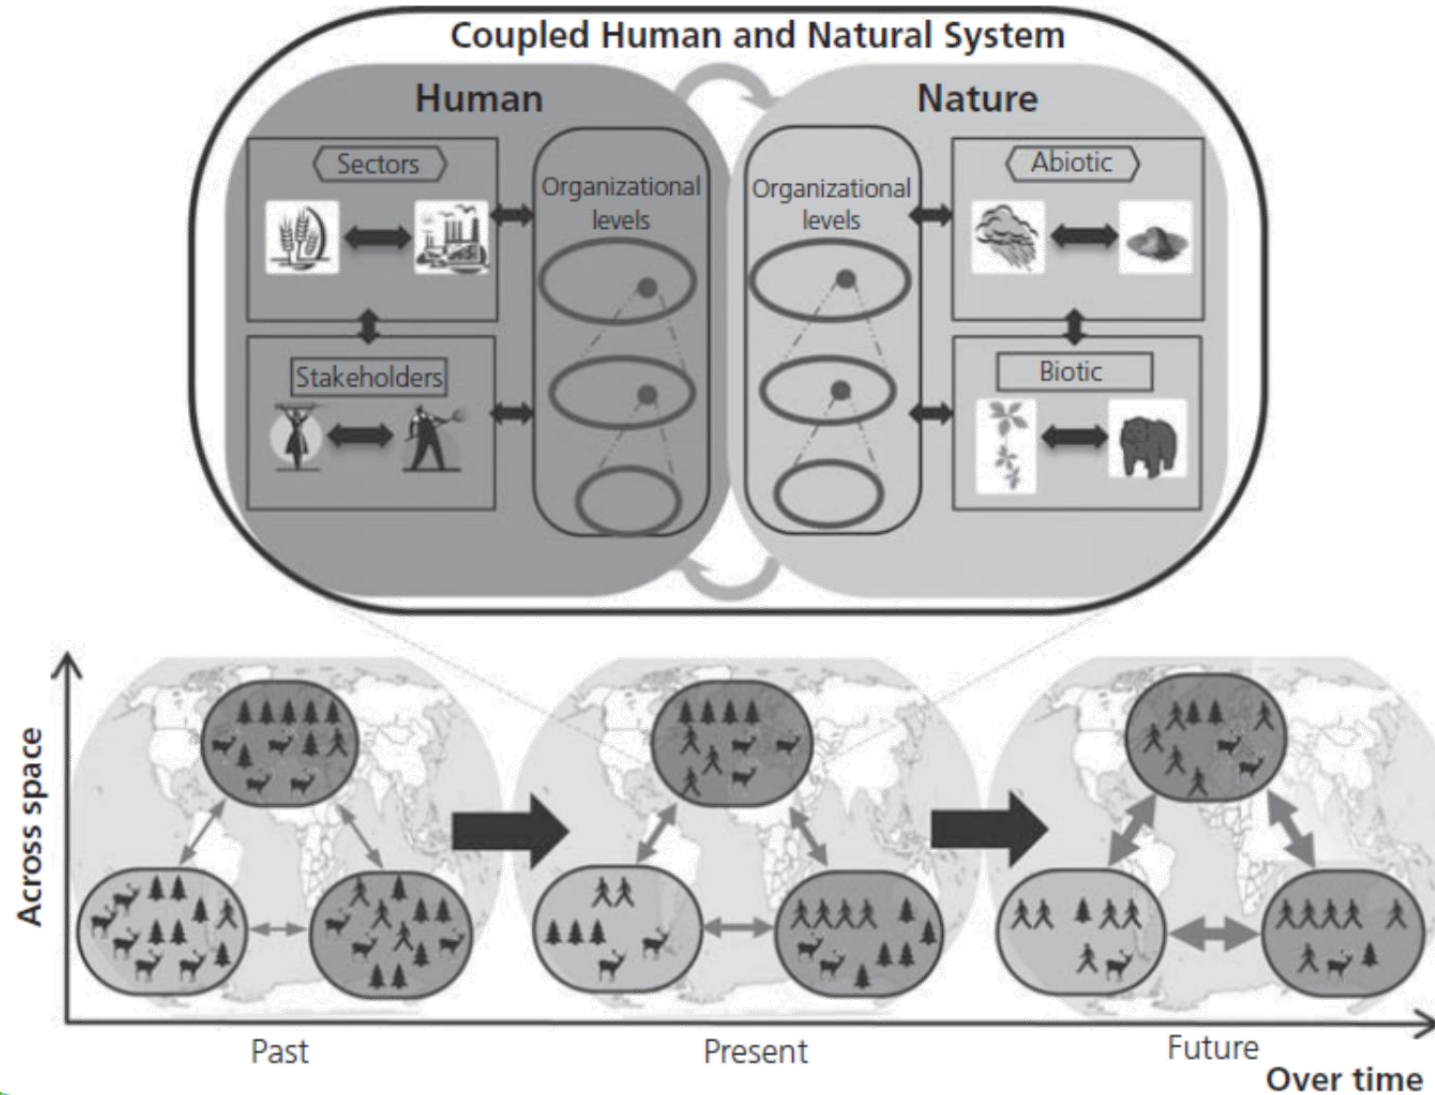 Coupled Human and Natural System
Human
Nature
Sectors
Organizational
levels
Organizational
levels
Abiotic
Stakeholders
Biotic
Across space
Past
Present
Future
Over time